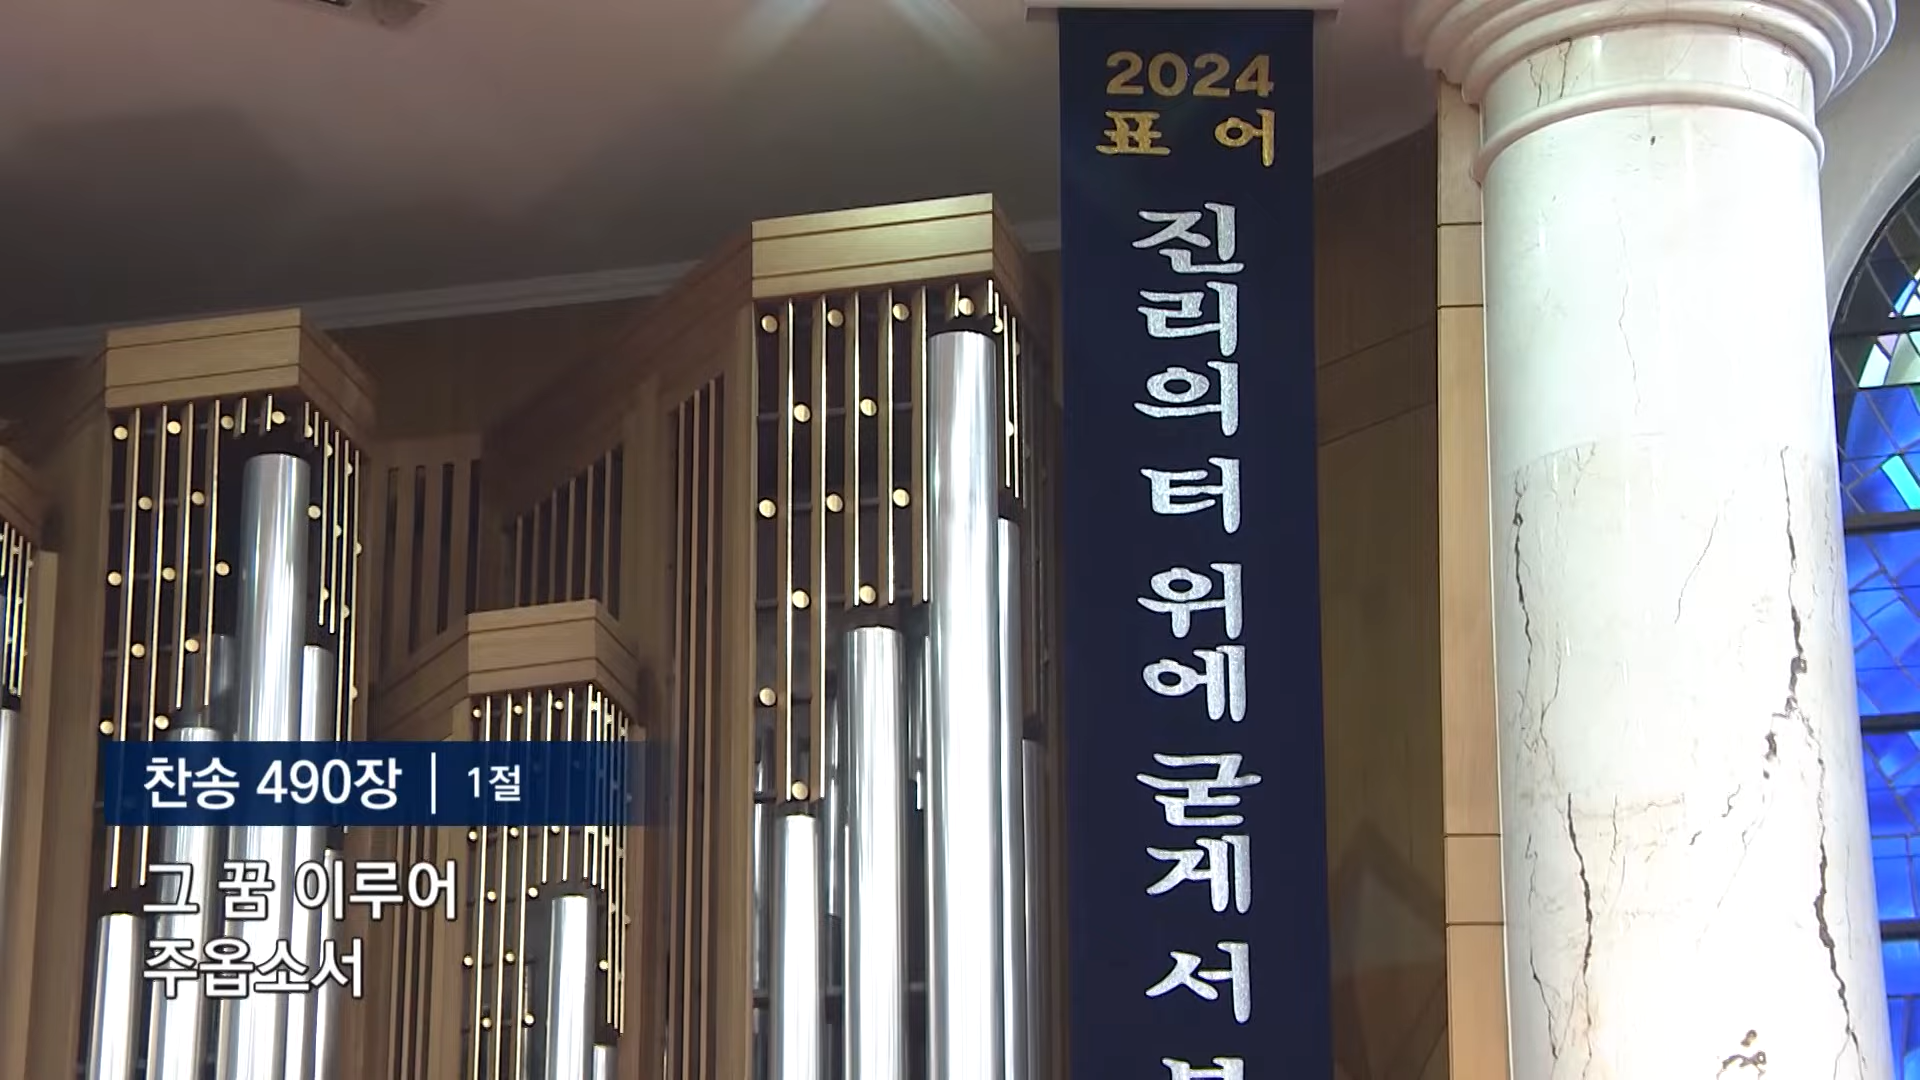 2024
표 어
진리의 터 위에 굳게 서
찬송 490장 | 1절
그 꿈 이루어
주옵소서